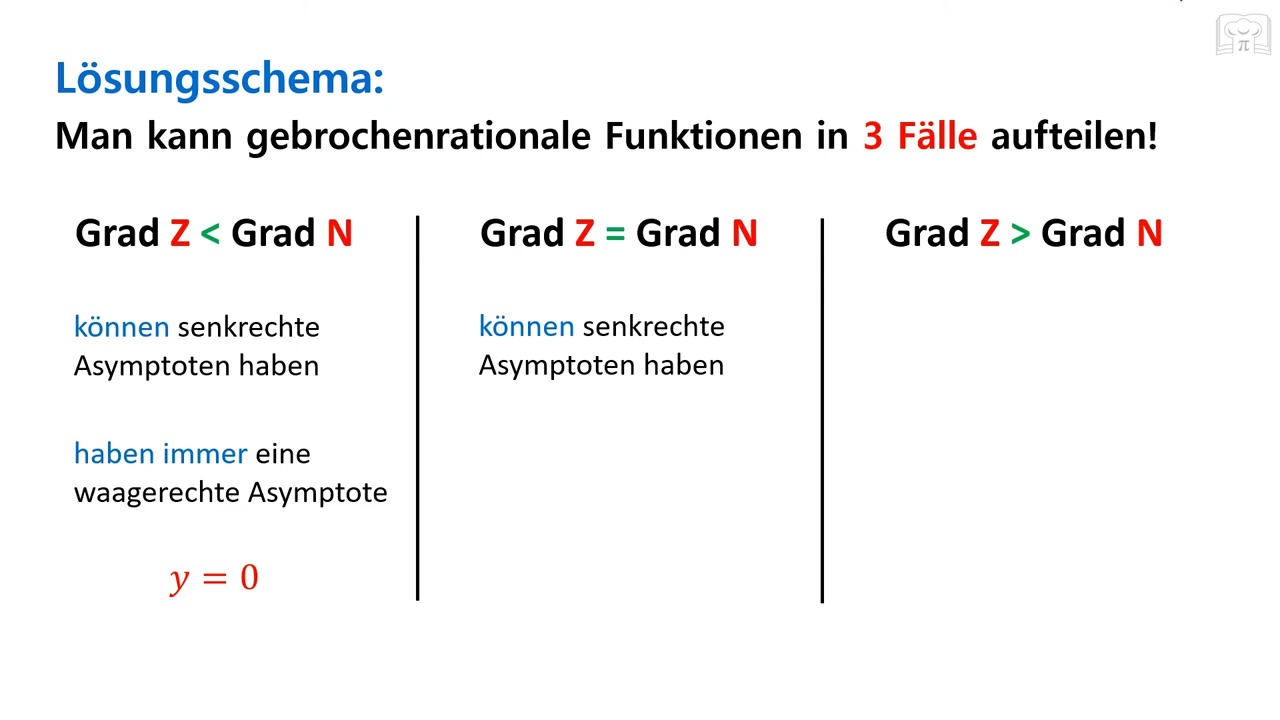 Lösungsschema:
Man kann gebrochenrationale Funktionen in 3 Fälle aufteilen!
Grad Z < Grad N
können senkrechte
Asymptoten haben
haben immer eine
waagerechte Asymptote
y = 0
Grad Z = Grad N
können senkrechte
Asymptoten haben
Grad Z > Grad N
π